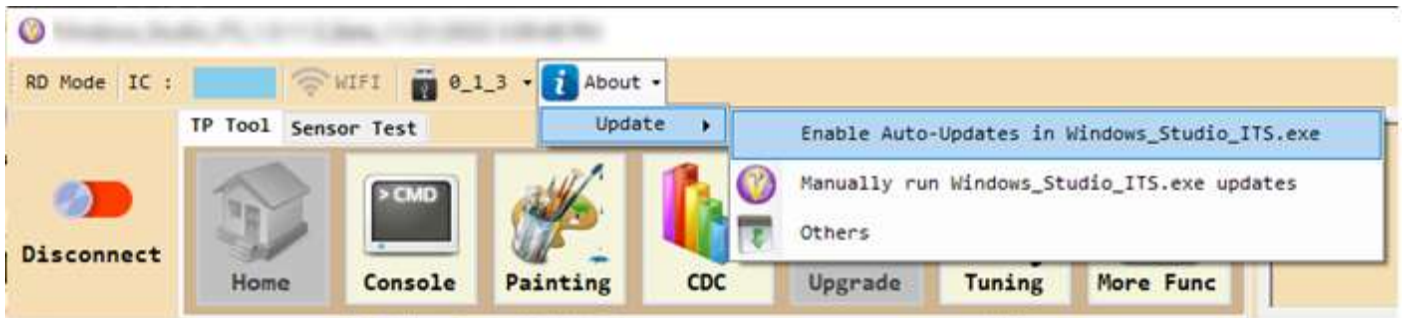 RD Mode IC : WIFI 0_1_3 About
Update
Enable Auto-Updates in Windows_Studio_ITS.exe
Manually run Windows_Studio_ITS.exe updates
Others
TP Tool Sensor Test
Disconnect
Home
> CMD
Console
Painting
CDC
Upgrade
Tuning
More Func